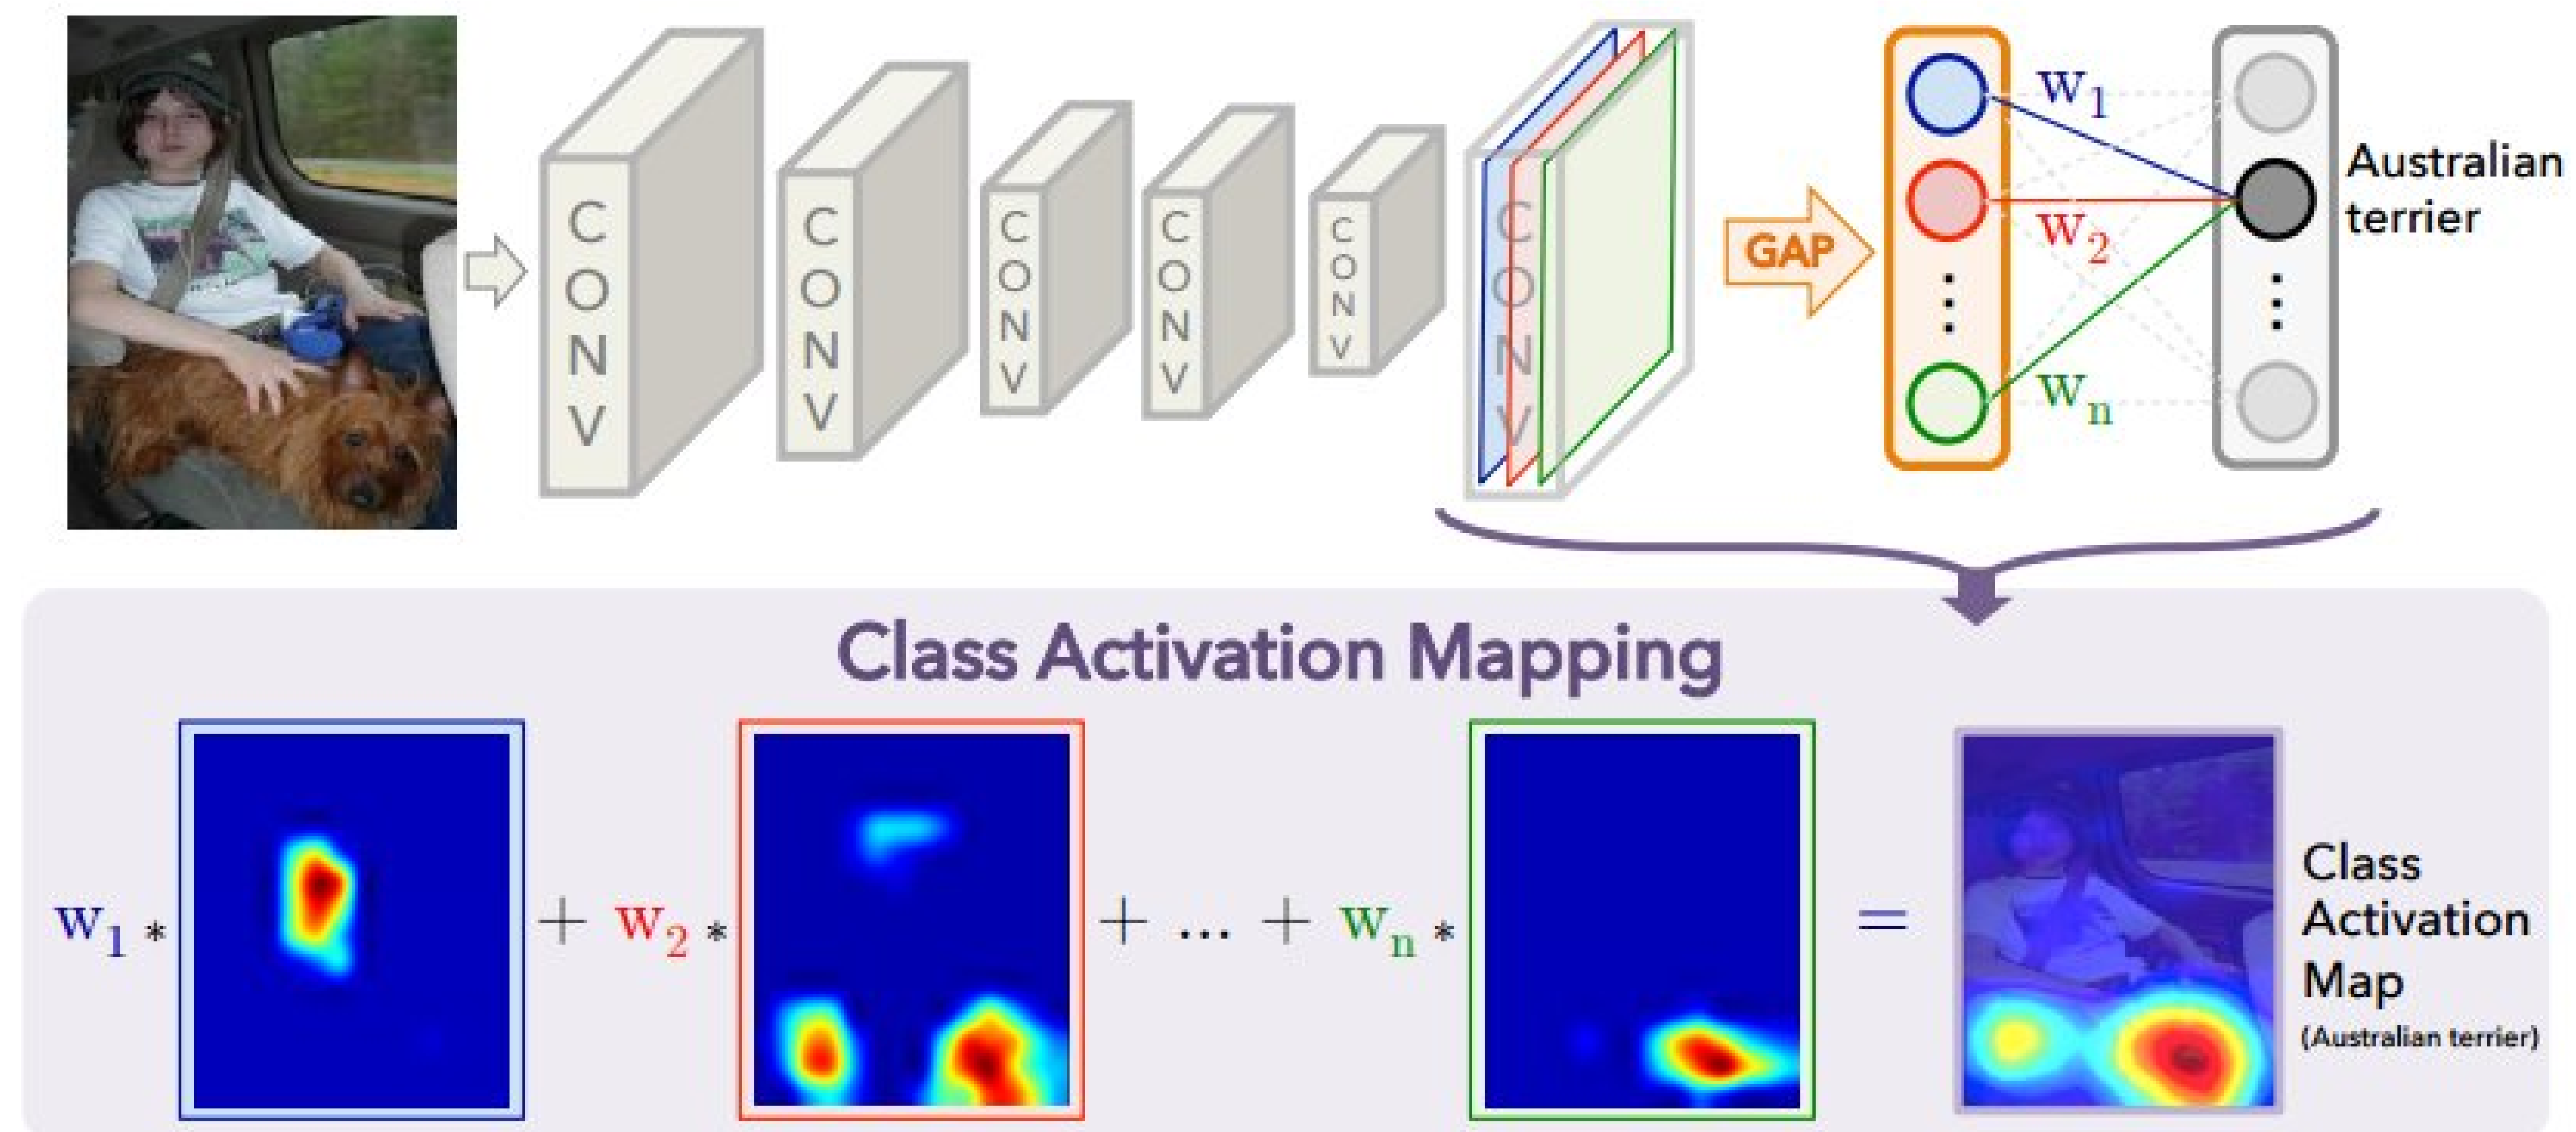 CONV
CONV
CONV
CONV
CONV
CONV
GAP
w1
w2
wn
Australian
terrier
Class Activation Mapping
w1 *
+ w2 *
+ ... + wn *
=
Class
Activation
Map
(Australian terrier)